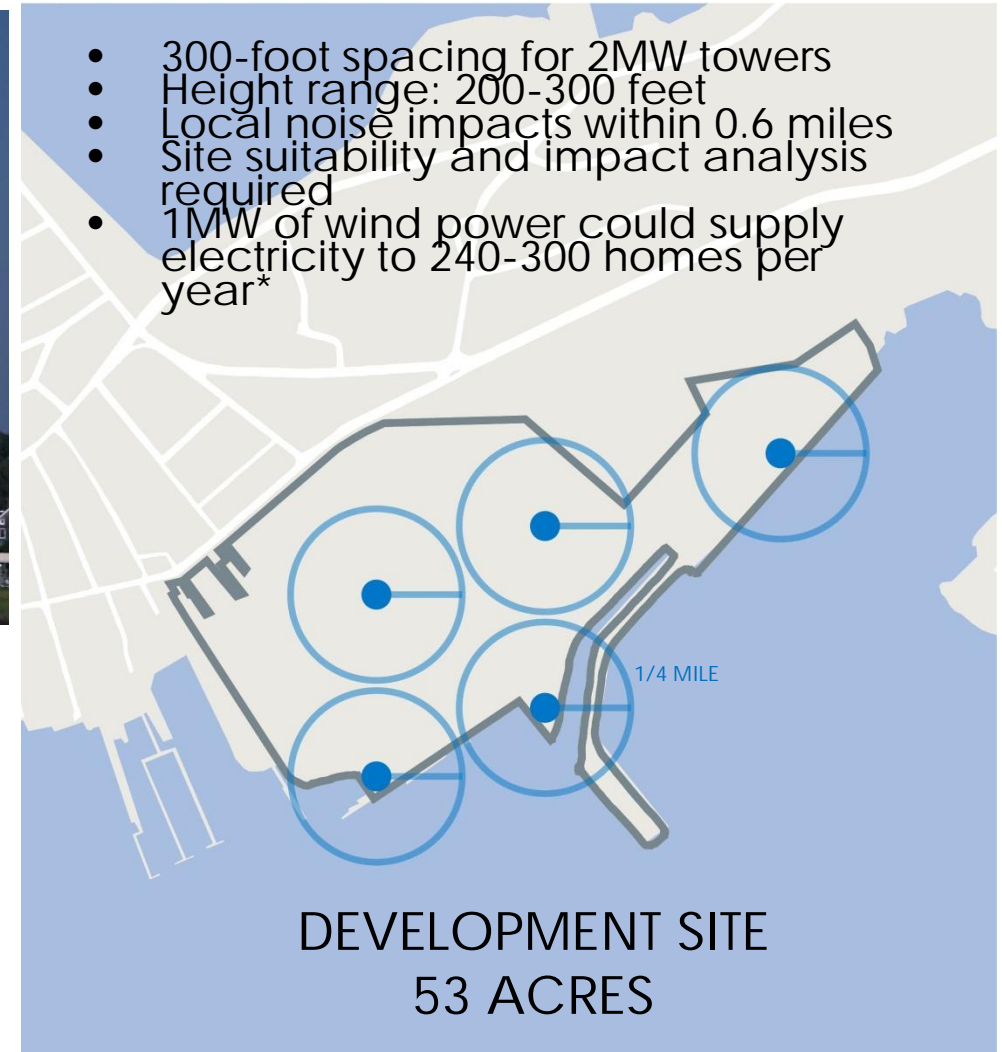 • 300-foot spacing for 2MW towers
• Height range: 200-300 feet
• Local noise impacts within 0.6 miles
• Site suitability and impact analysis
required
• 1MW of wind power could supply
electricity to 240-300 homes per
year*
1/4 MILE
DEVELOPMENT SITE
53 ACRES